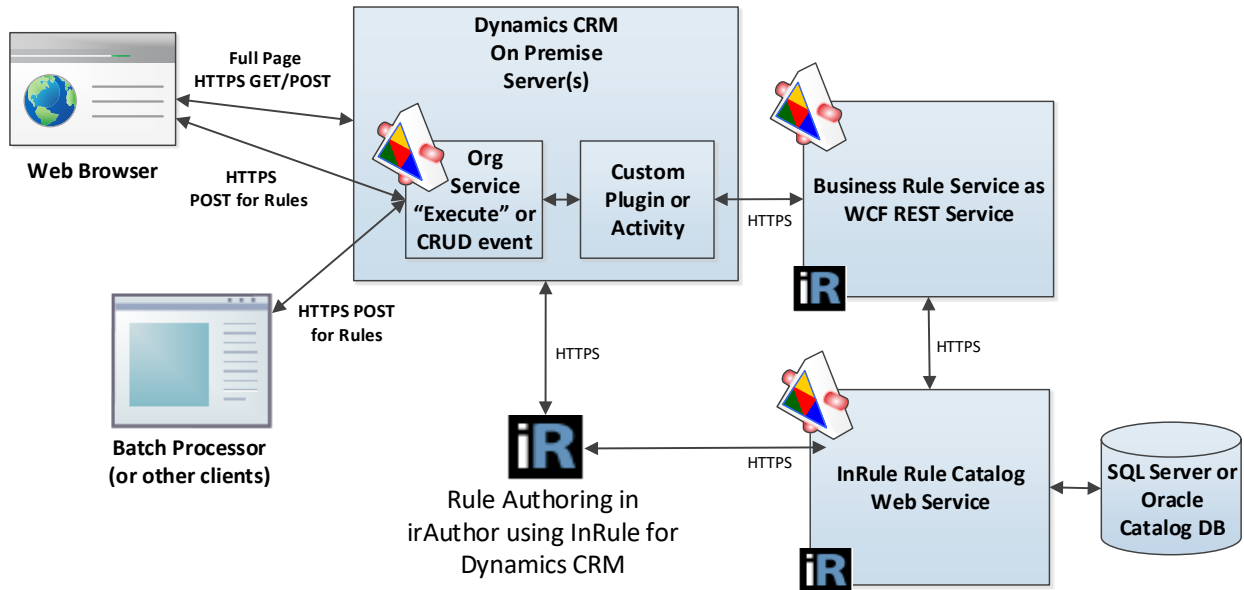 Dynamics CRM
On Premise
Server(s)
Full Page
HTTPS GET/POST
Web Browser
HTTPS
POST for Rules
Org
Service
“Execute” or
CRUD event
Custom
Plugin or
Activity
HTTPS
Business Rule Service as
WCF REST Service
iR
HTTPS POST
for Rules
Batch Processor
(or other clients)
HTTPS
HTTPS
iR
Rule Authoring in
irAuthor using InRule for
Dynamics CRM
HTTPS
InRule Rule Catalog
Web Service
iR
SQL Server or
Oracle
Catalog DB